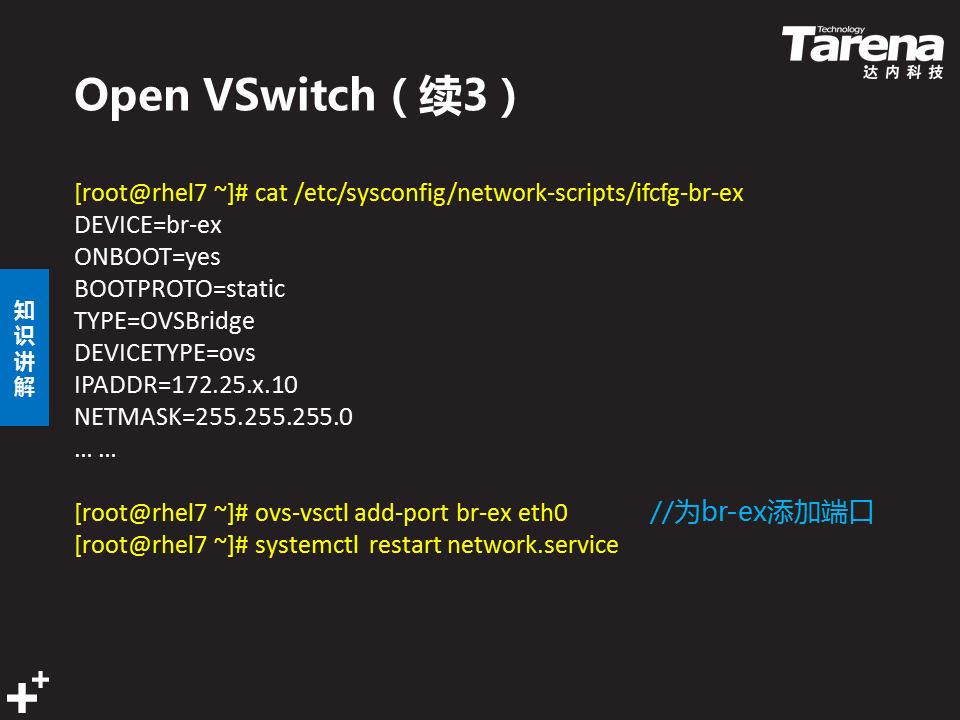 Technology
Tarena
达内科技
Open VSwitch（续3）
[root@rhel7 ~]# cat /etc/sysconfig/network-scripts/ifcfg-br-ex
DEVICE=br-ex
ONBOOT=yes
BOOTPROTO=static
TYPE=OVSBridge
DEVICETYPE=ovs
IPADDR=172.25.x.10
NETMASK=255.255.255.0
... ...
知识讲解
[root@rhel7 ~]# ovs-vsctl add-port br-ex eth0 //为br-ex添加端口
[root@rhel7 ~]# systemctl restart network.service